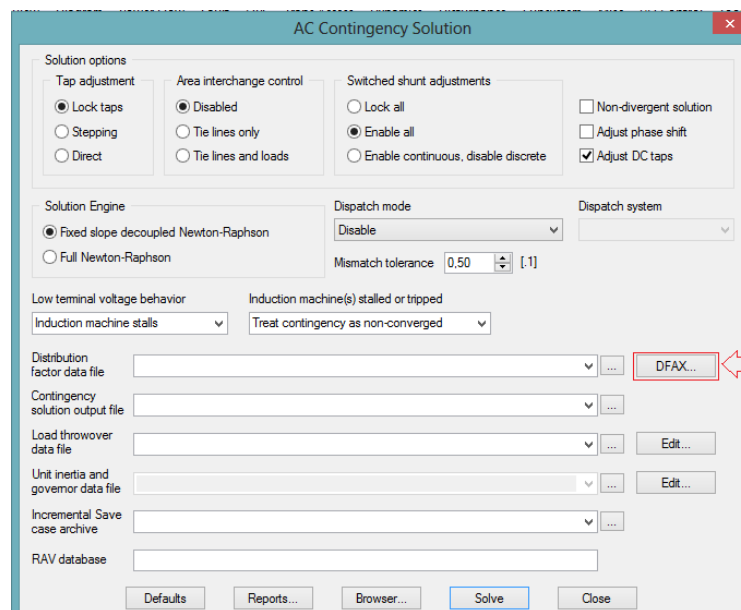 AC Contingency Solution
Solution options
Tap adjustment
Lock taps
Stepping
Direct
Area interchange control
Disabled
Tie lines only
Tie lines and loads
Switched shunt adjustments
Lock all
Enable all
Enable continuous, disable discrete
Non-divergent solution
Adjust phase shift
Adjust DC taps
Solution Engine
Fixed slope decoupled Newton-Raphson
Full Newton-Raphson
Dispatch mode
Disable
Dispatch system
Mismatch tolerance 0,50 [.1]
Low terminal voltage behavior
Induction machine stalls
Induction machine(s) stalled or tripped
Treat contingency as non-converged
Distribution
factor data file
... DFAX...
Contingency
solution output file
...
Load throwover
data file
... Edit...
Unit inertia and
governor data file
... Edit...
Incremental Save
case archive
...
RAV database
Defaults Reports... Browser... Solve Close